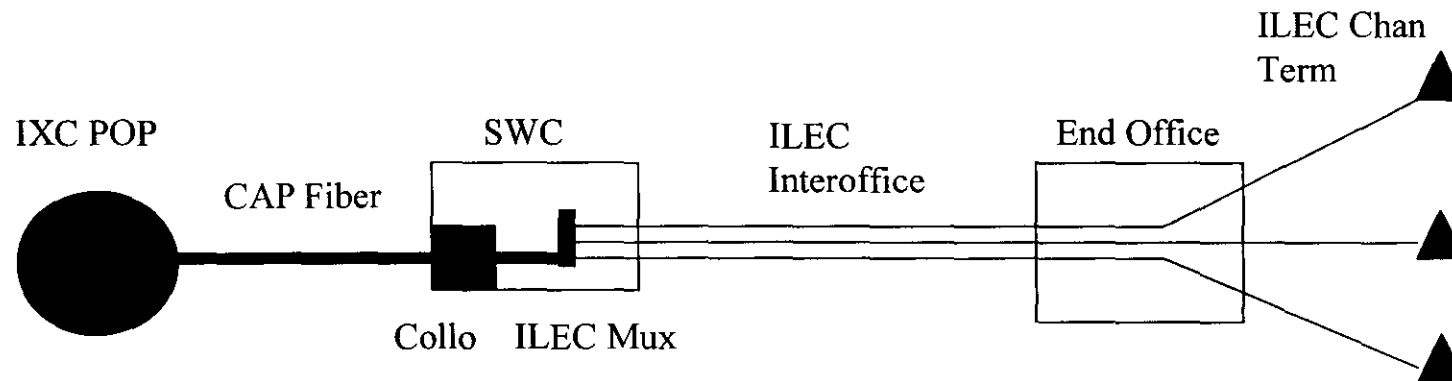 ILEC Chan
Term
IXC POP
SWC
ILEC
Interoffice
End Office
CAP Fiber
Collo
ILEC Mux